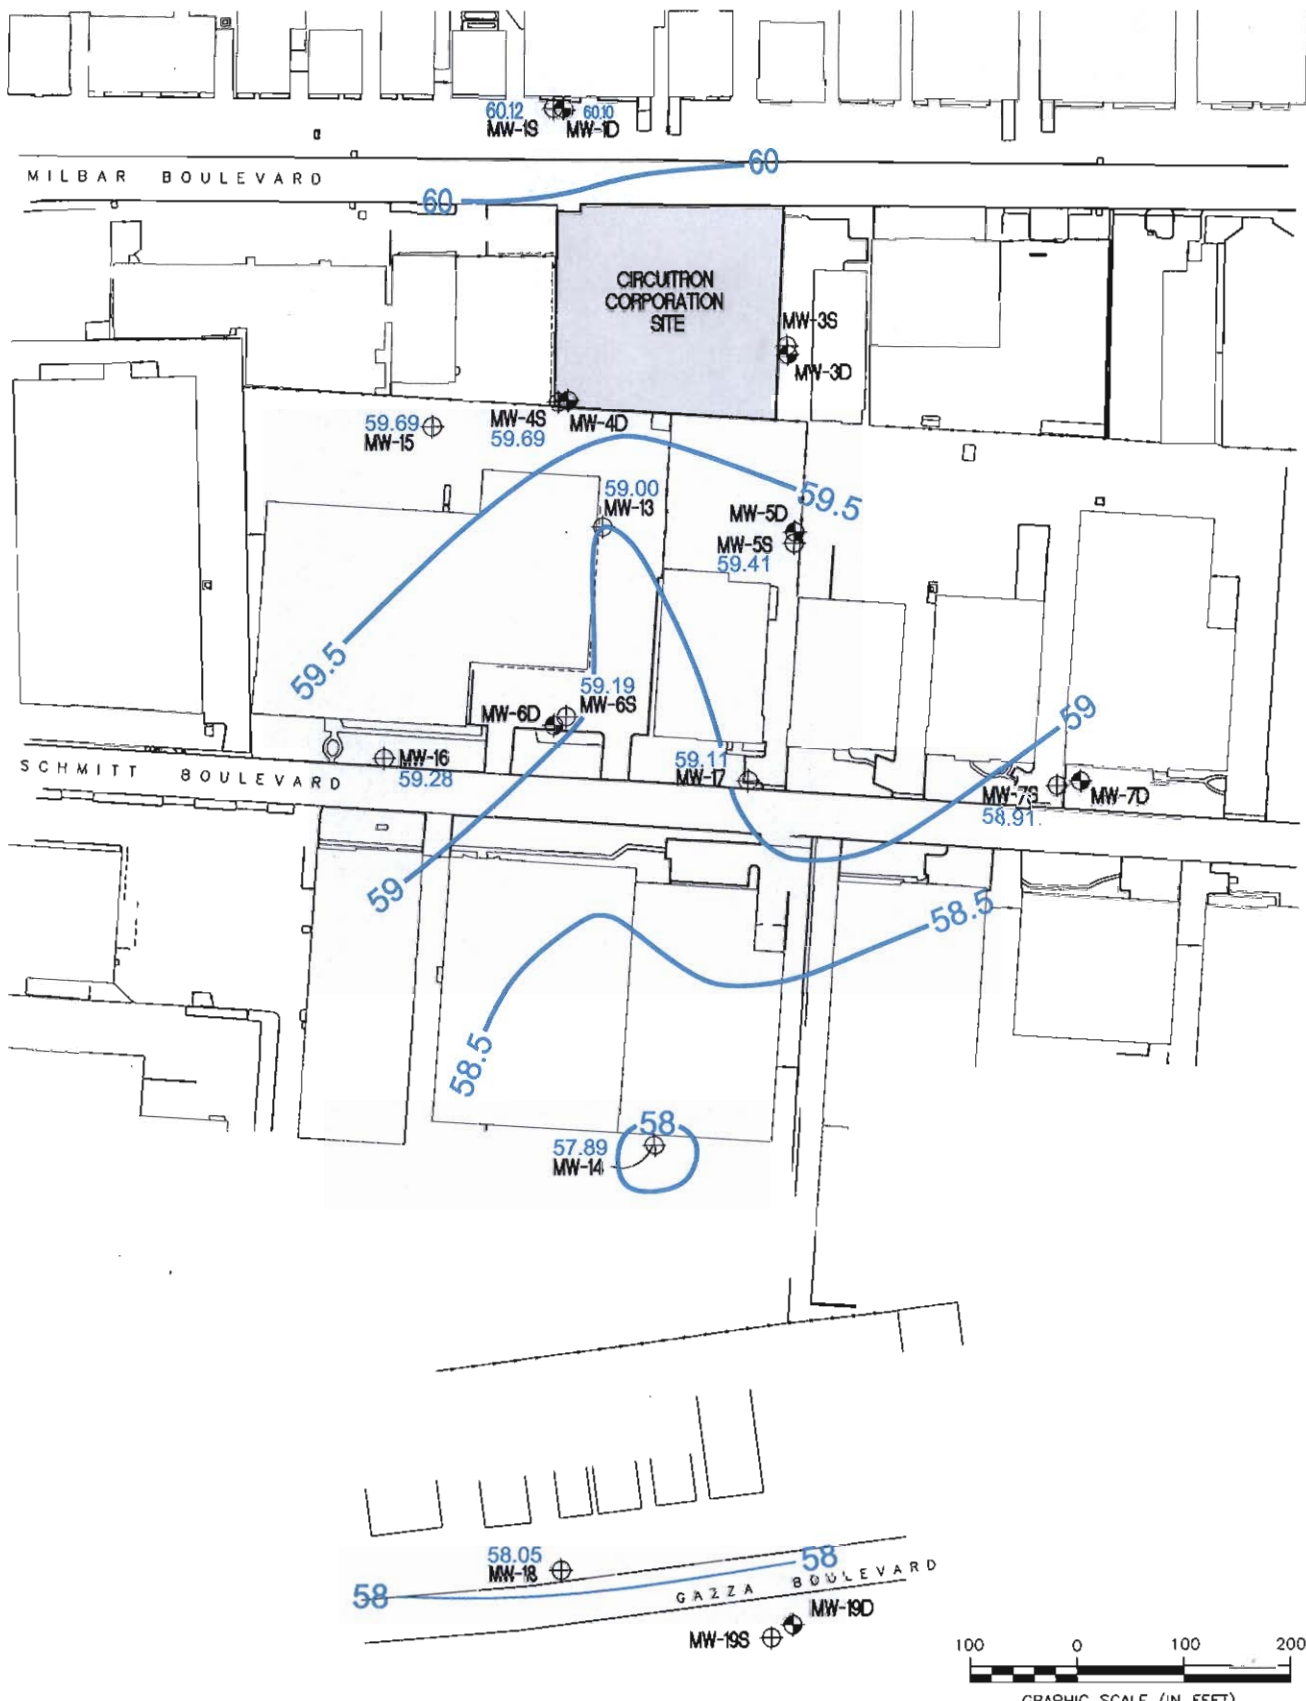 60.12
60.10
MW-1S
MW-1D
60
MILBAR BOULEVARD
60
CIRCUITRON
CORPORATION
SITE
MW-3S
MW-3D
59.69
MW-15
MW-4S
59.69
MW-4D
59.00
MW-13
59.5
MW-5D
MW-5S
59.41
59.5
59.19
MW-6S
MW-6D
59
MW-16
59.28
59.11
MW-17
SCHMITT BOULEVARD
MW-7S
58.91
MW-7D
59
58.5
58.5
58
57.89
MW-14
58.05
MW-18
58
58
GAZZA BOULEVARD
MW-19D
MW-19S
100 0 100 200
GRAPHIC SCALE (IN FEET)